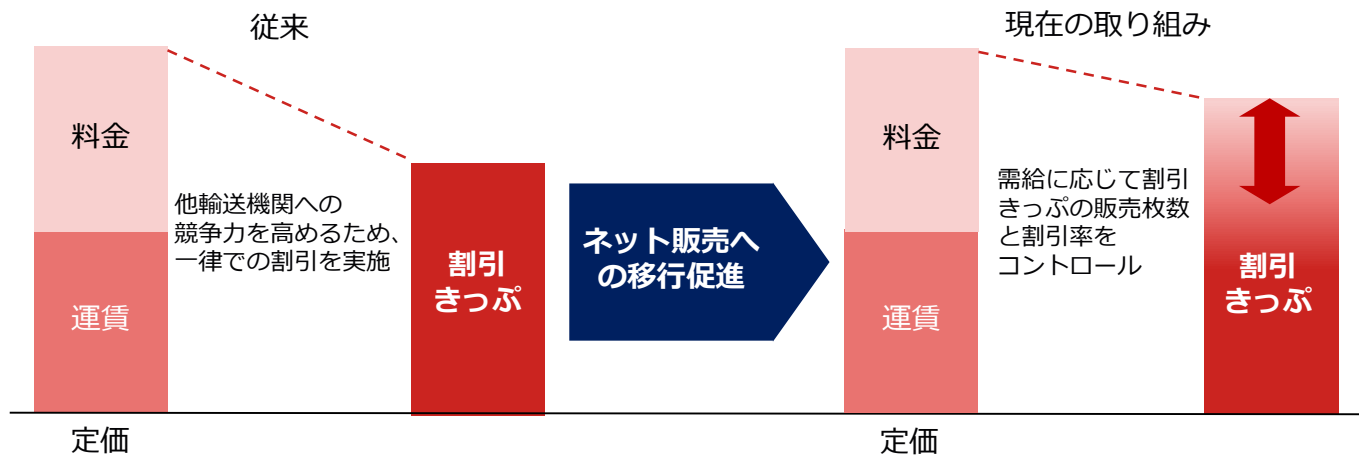 従来
料金
運賃
定価
他輸送機関への
競争力を高めるため、
一律での割引を実施
割引
きっぷ
ネット販売へ
の移行促進
現在の取り組み
料金
運賃
定価
需給に応じて割引
きっぷの販売枚数
と割引率を
コントロール
割引
きっぷ